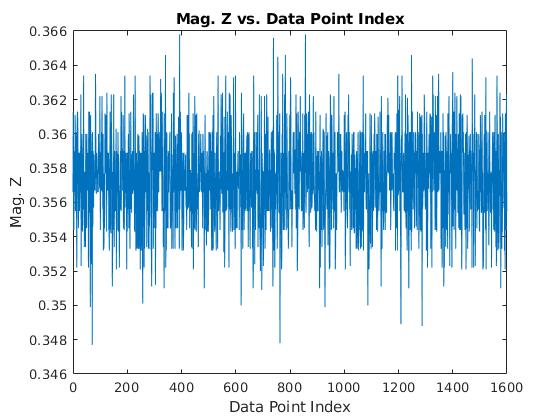 Mag. Z vs. Data Point Index
0.366
0.364
0.362
0.36
0.358
0.356
0.354
0.352
0.35
0.348
0.346
Mag. Z
0 200 400 600 800 1000 1200 1400 1600
Data Point Index